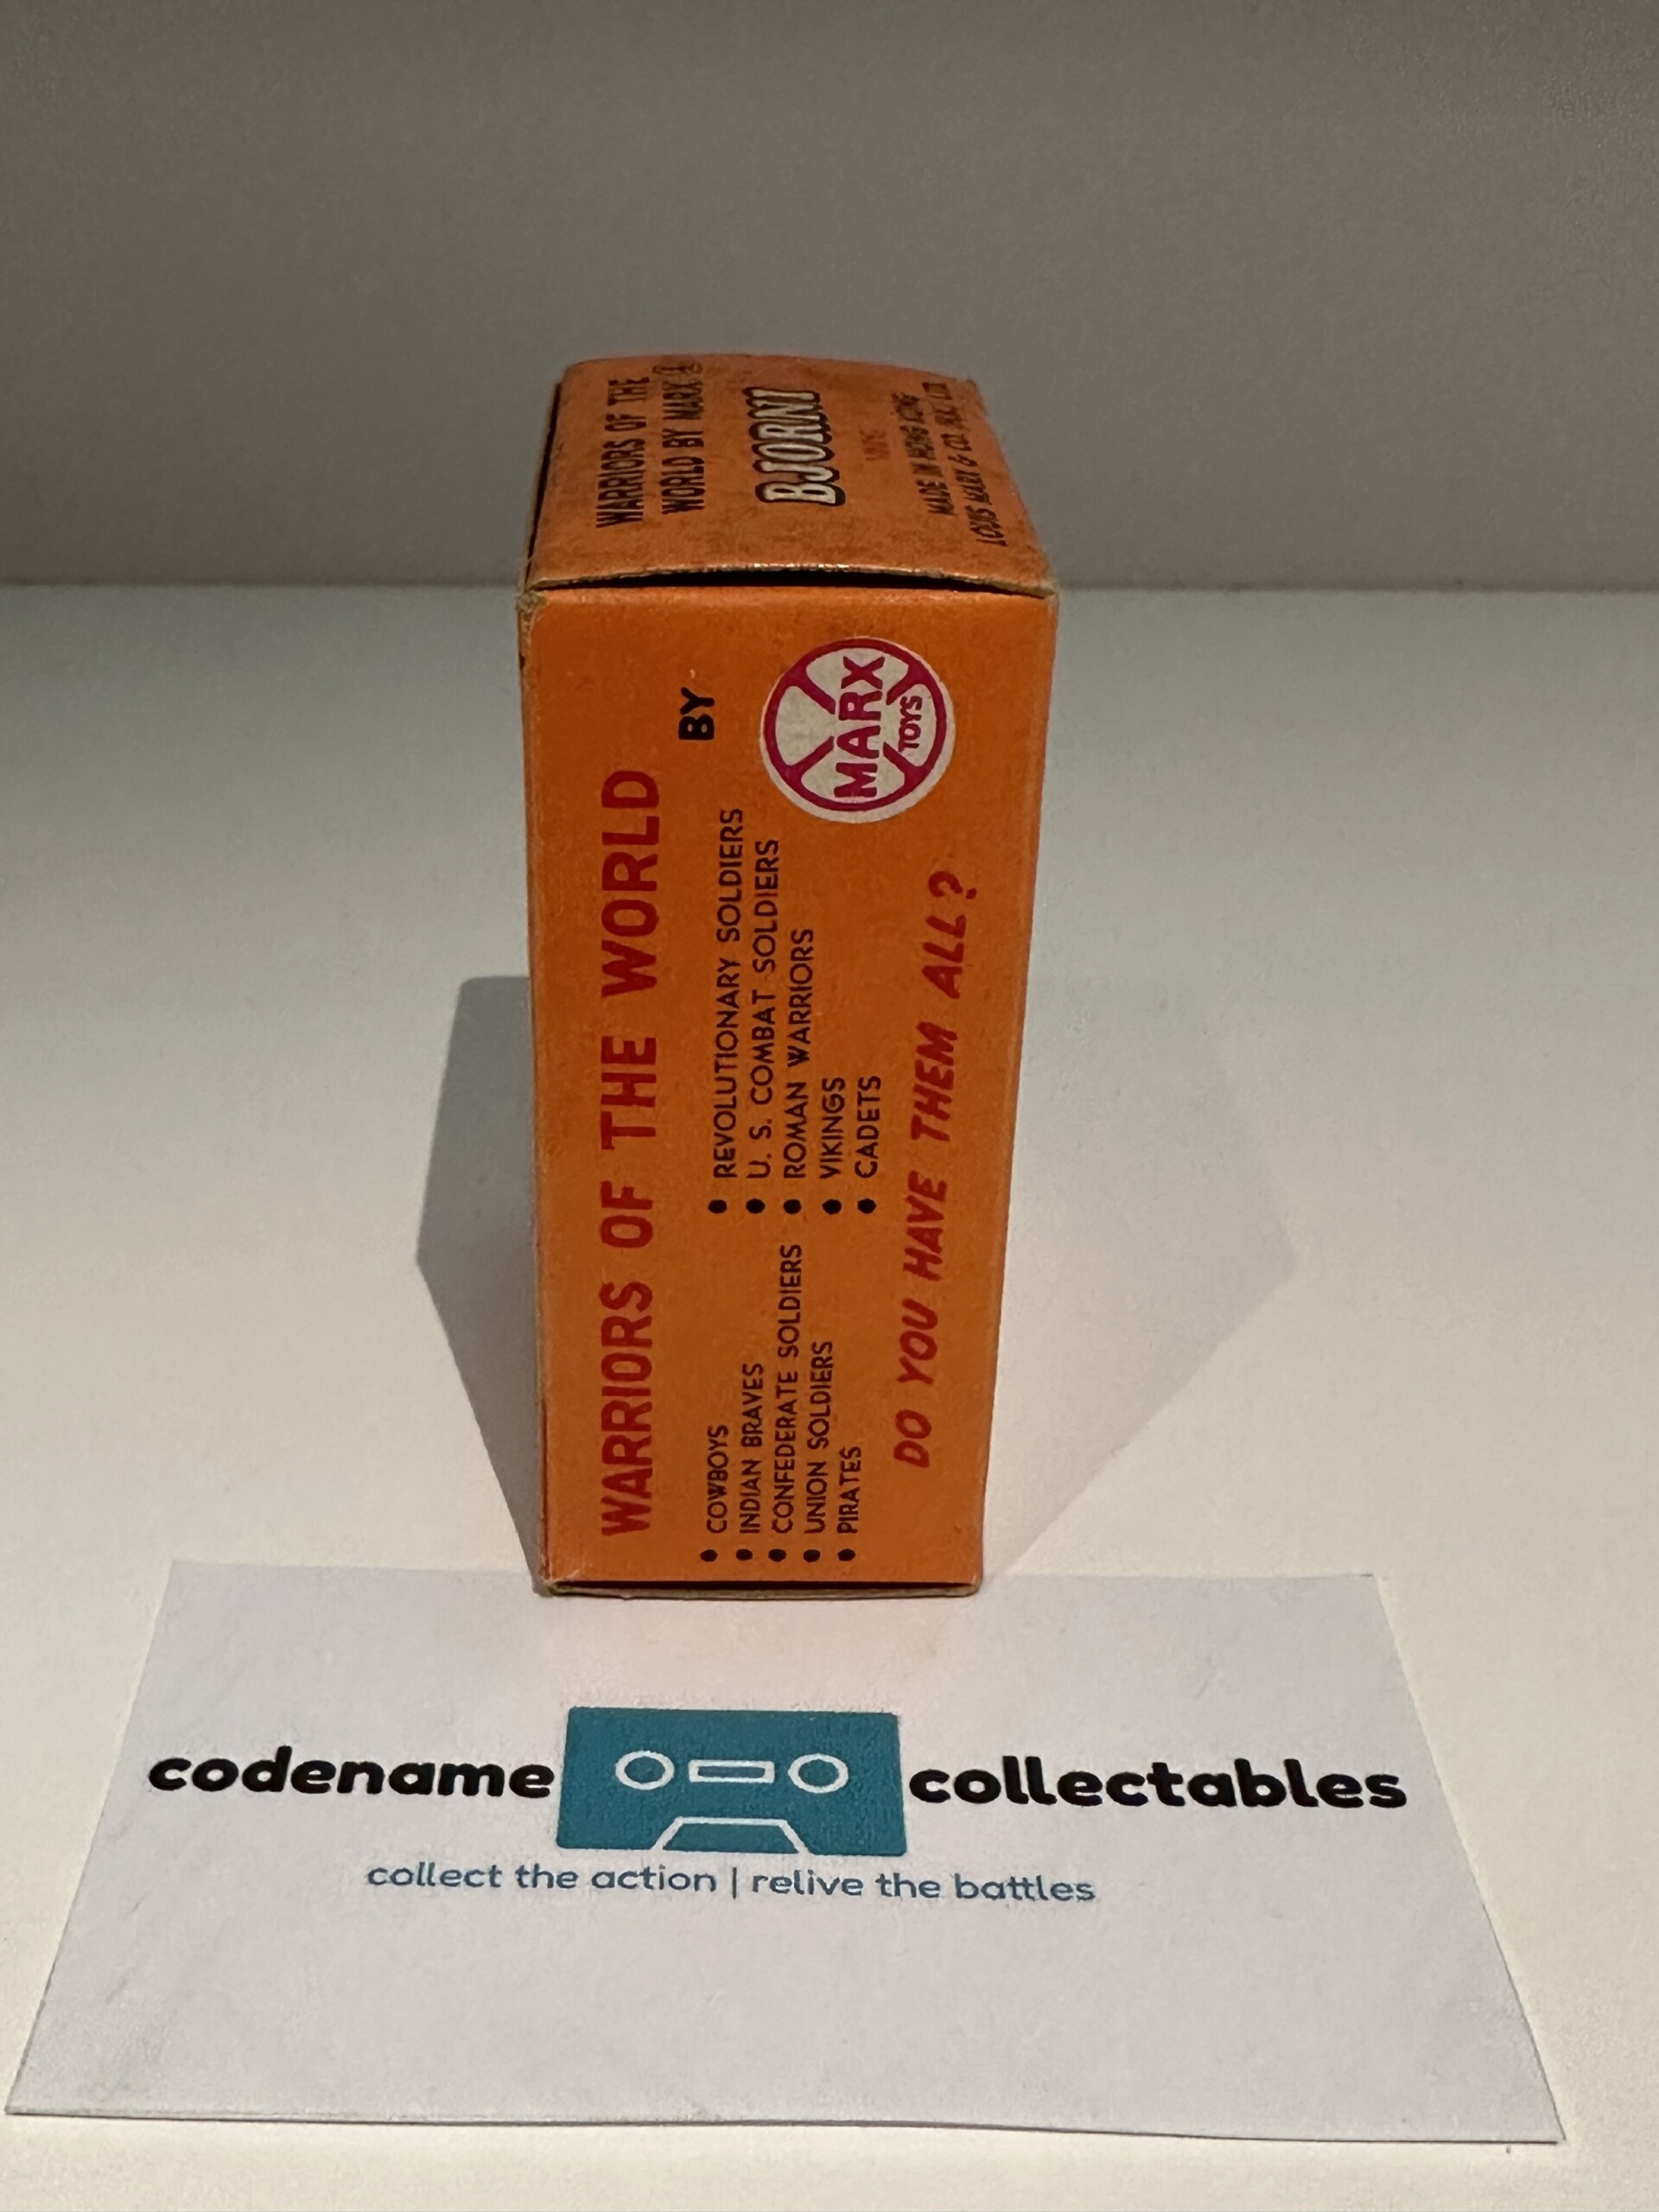 WARRIORS OF THE
WORLD BY MARX
BJORNI
MADE IN HONG KONG
LOUIS MARX & CO.
WARRIORS OF THE WORLD
BY
MARX
TOYS
• COWBOYS
• INDIAN BRAVES
• CONFEDERATE SOLDIERS
• UNION SOLDIERS
• PIRATES
• REVOLUTIONARY SOLDIERS
• U. S. COMBAT SOLDIERS
• ROMAN WARRIORS
• VIKINGS
• CADETS
DO YOU HAVE THEM ALL?
codename collectables
collect the action | relive the battles